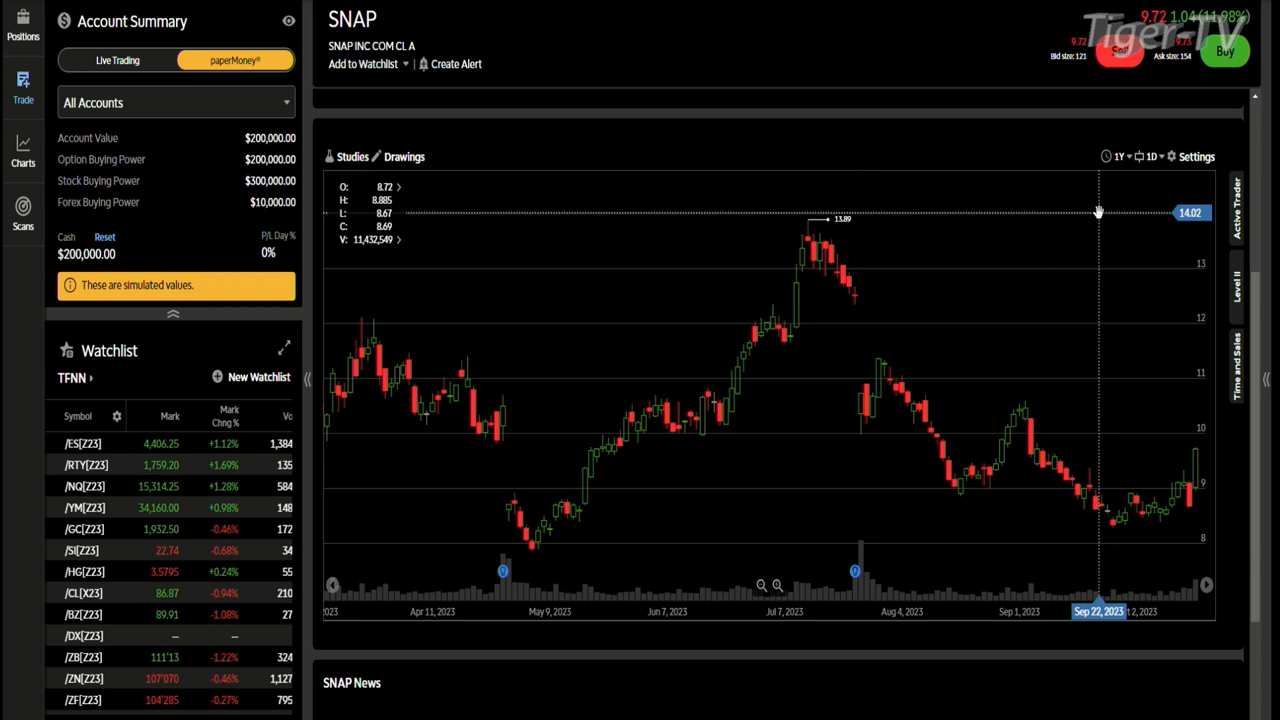 Positions
Trade
Charts
Scans
Account Summary
Live Trading
paperMoney®
All Accounts
Account Value $200,000.00
Option Buying Power $200,000.00
Stock Buying Power $300,000.00
Forex Buying Power $10,000.00
Cash Reset P/L Day %
$200,000.00 0%
These are simulated values.
Watchlist
TFNN New Watchlist
Symbol Mark Mark Chng % Vo
/ES[Z23] 4,406.25 +1.12% 1,384
/RTY[Z23] 1,759.20 +1.69% 135
/NQ[Z23] 15,314.25 +1.28% 584
/YM[Z23] 34,160.00 +0.98% 148
/GC[Z23] 1,932.50 -0.46% 172
/SI[Z23] 22.74 -0.68% 34
/HG[Z23] 3.5795 +0.24% 55
/CL[X23] 86.87 -0.94% 210
/BZ[Z23] 89.91 -1.08% 27
/DX[Z23] — —
/ZB[Z23] 111'13 -1.22% 324
/ZN[Z23] 107'070 -0.46% 1,127
/ZF[Z23] 104'285 -0.27% 795
SNAP
SNAP INC COM CL A
Add to Watchlist | Create Alert
9.72 1.04 (11.98%)
Tiger-TV
9.72
Bid size: 121
Sell
9.73
Ask size: 154
Buy
Studies Drawings
1Y 1D Settings
O: 8.72
H: 8.885
L: 8.67
C: 8.69
V: 11,432,549
13.89
14.02
13
12
11
10
9
8
2023 Apr 11, 2023 May 9, 2023 Jun 7, 2023 Jul 7, 2023 Aug 4, 2023 Sep 1, 2023 Sep 22, 2023 t 2, 2023
Active Trader
Level II
Time and Sales
SNAP News